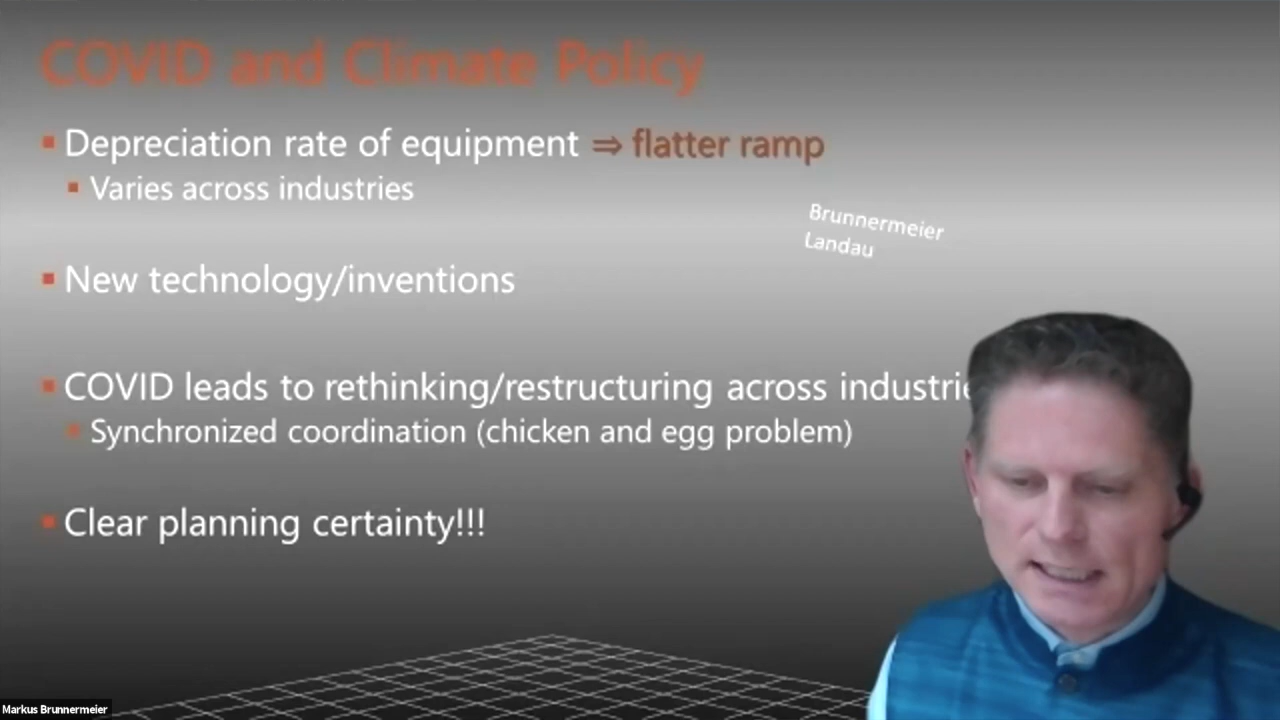 COVID and Climate Policy
Depreciation rate of equipment ⇒ flatter ramp
Varies across industries
Brunnermeier
Landau
New technology/inventions
COVID leads to rethinking/restructuring across industrie
Synchronized coordination (chicken and egg problem)
Clear planning certainty!!!
Markus Brunnermeier